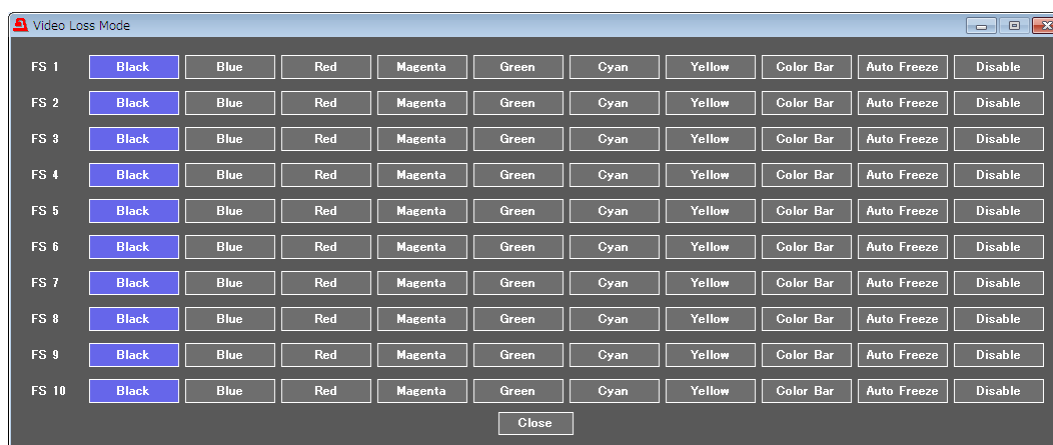 Video Loss Mode
FS 1 Black Blue Red Magenta Green Cyan Yellow Color Bar Auto Freeze Disable
FS 2 Black Blue Red Magenta Green Cyan Yellow Color Bar Auto Freeze Disable
FS 3 Black Blue Red Magenta Green Cyan Yellow Color Bar Auto Freeze Disable
FS 4 Black Blue Red Magenta Green Cyan Yellow Color Bar Auto Freeze Disable
FS 5 Black Blue Red Magenta Green Cyan Yellow Color Bar Auto Freeze Disable
FS 6 Black Blue Red Magenta Green Cyan Yellow Color Bar Auto Freeze Disable
FS 7 Black Blue Red Magenta Green Cyan Yellow Color Bar Auto Freeze Disable
FS 8 Black Blue Red Magenta Green Cyan Yellow Color Bar Auto Freeze Disable
FS 9 Black Blue Red Magenta Green Cyan Yellow Color Bar Auto Freeze Disable
FS 10 Black Blue Red Magenta Green Cyan Yellow Color Bar Auto Freeze Disable
Close